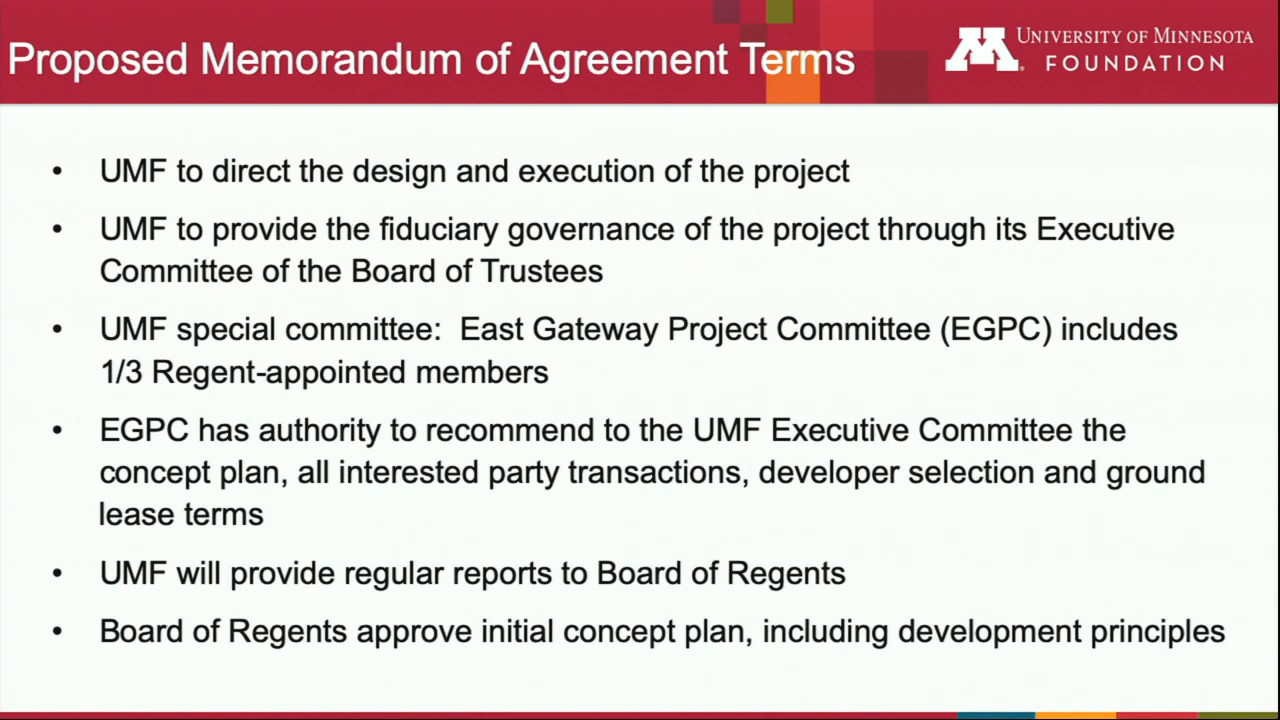 Proposed Memorandum of Agreement Terms
UNIVERSITY OF MINNESOTA
FOUNDATION
• UMF to direct the design and execution of the project
• UMF to provide the fiduciary governance of the project through its Executive
Committee of the Board of Trustees
• UMF special committee:  East Gateway Project Committee (EGPC) includes
1/3 Regent-appointed members
• EGPC has authority to recommend to the UMF Executive Committee the
concept plan, all interested party transactions, developer selection and ground
lease terms
• UMF will provide regular reports to Board of Regents
• Board of Regents approve initial concept plan, including development principles